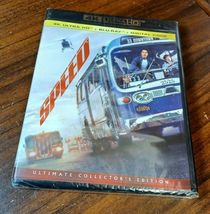 4K ULTRA HD
4K ULTRA HD + BLU-RAY + DIGITAL CODE
SPEED
ULTIMATE COLLECTOR'S EDITION